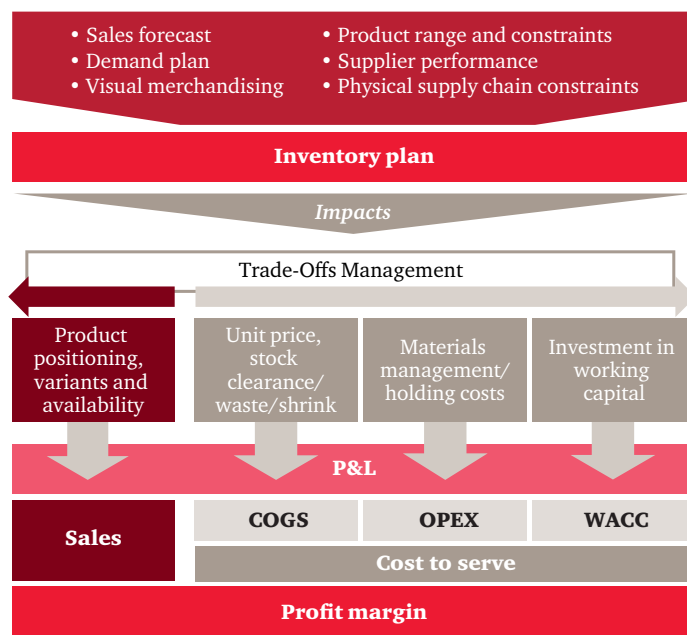 • Sales forecast
• Demand plan
• Visual merchandising
• Product range and constraints
• Supplier performance
• Physical supply chain constraints
Inventory plan
Impacts
Trade-Offs Management
Product
positioning,
variants and
availability
Unit price,
stock
clearance/
waste/shrink
Materials
management/
holding costs
Investment in
working
capital
P&L
Sales
COGS
OPEX
WACC
Cost to serve
Profit margin